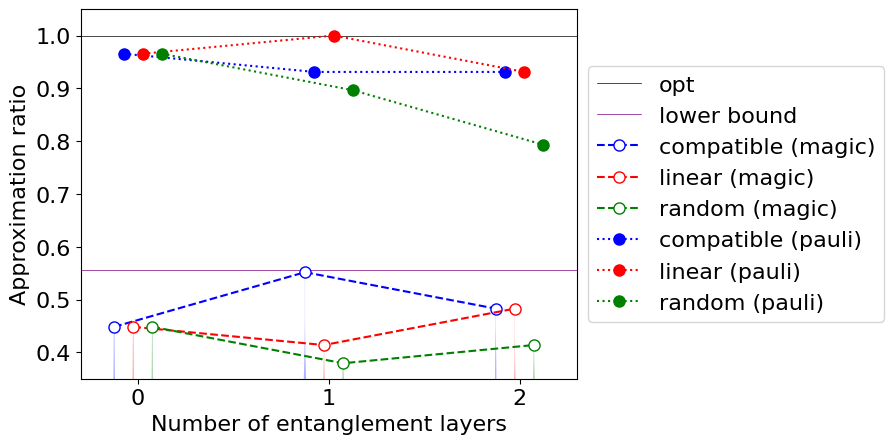 1.0
0.9
0.8
0.7
0.6
0.5
0.4
Approximation ratio
0
1
2
Number of entanglement layers
opt
lower bound
compatible (magic)
linear (magic)
random (magic)
compatible (pauli)
linear (pauli)
random (pauli)